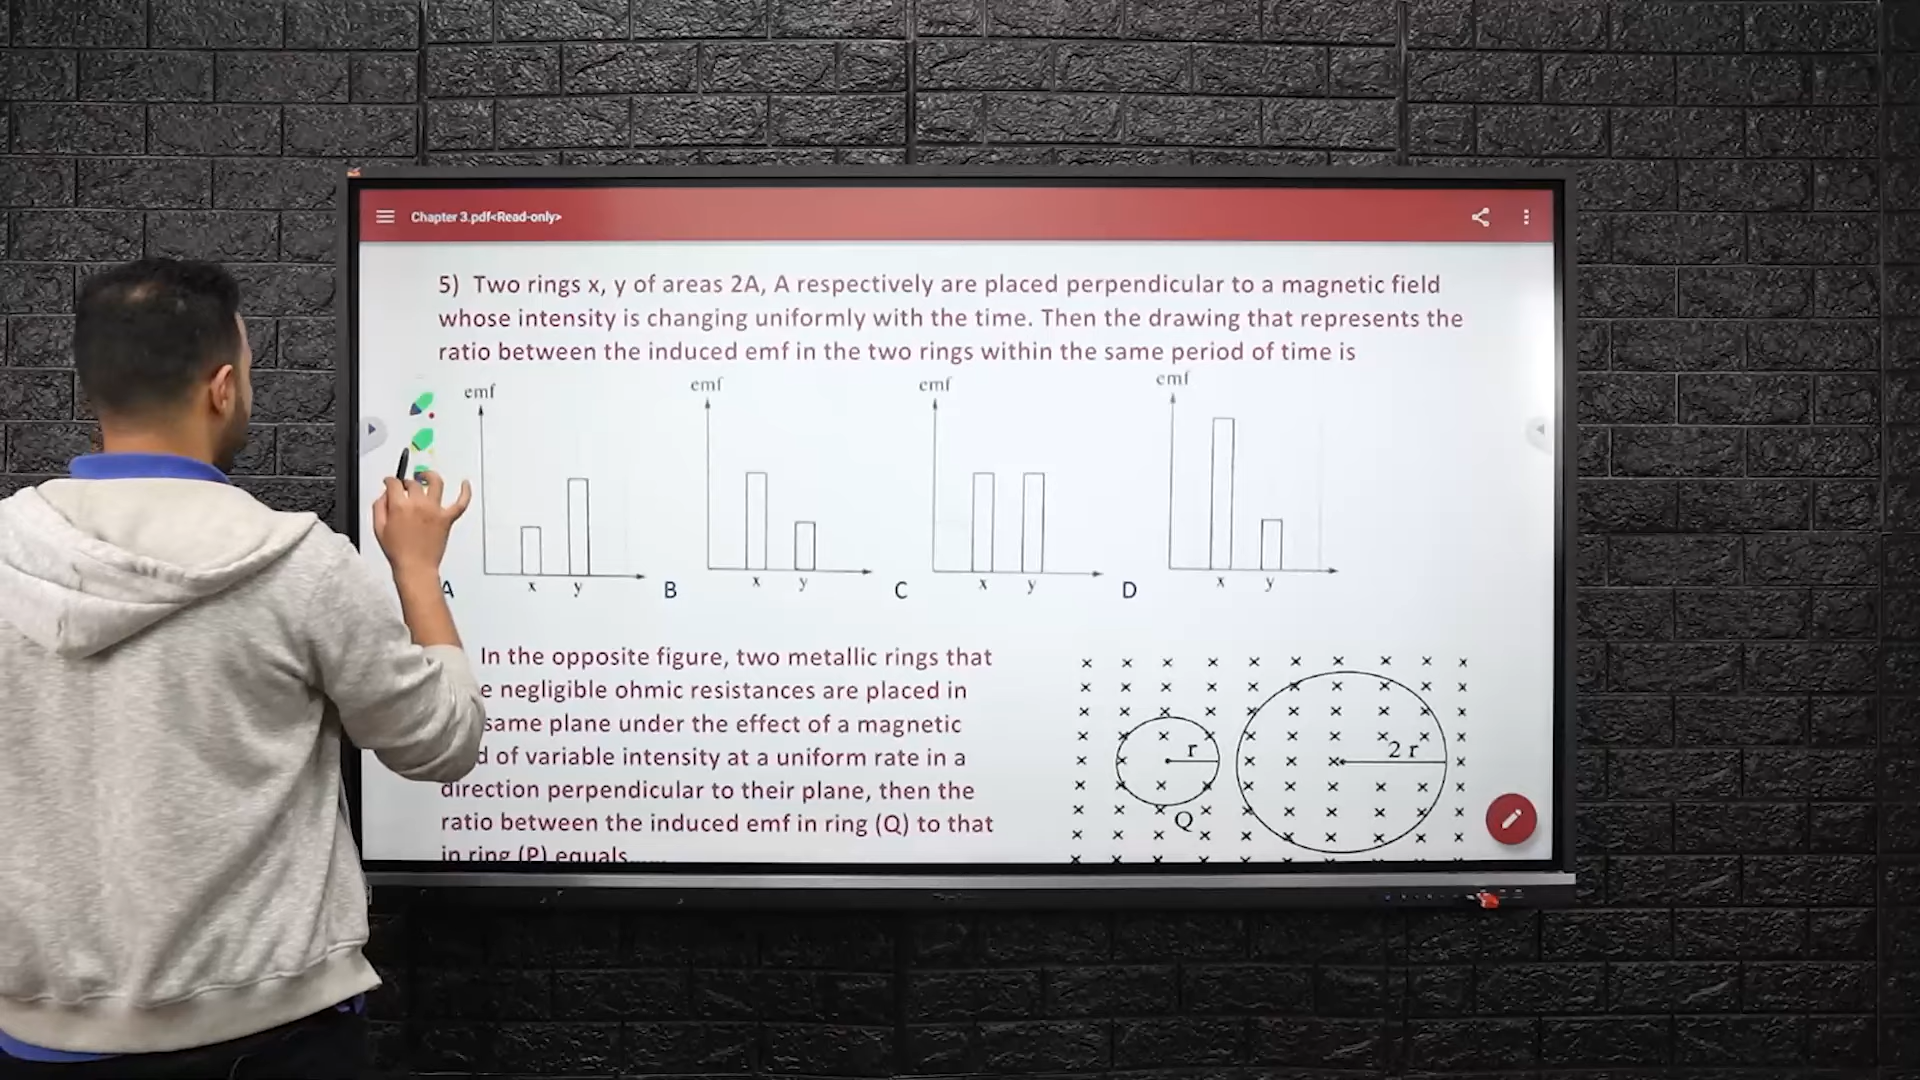 Chapter 3.pdf<Read-only>
5) Two rings x, y of areas 2A, A respectively are placed perpendicular to a magnetic field
whose intensity is changing uniformly with the time. Then the drawing that represents the
ratio between the induced emf in the two rings within the same period of time is
emf emf emf emf
x y x y x y x y
A B C D
In the opposite figure, two metallic rings that
e negligible ohmic resistances are placed in
same plane under the effect of a magnetic
d of variable intensity at a uniform rate in a
direction perpendicular to their plane, then the
ratio between the induced emf in ring (Q) to that
in ring (P) equals......
r
2 r
Q